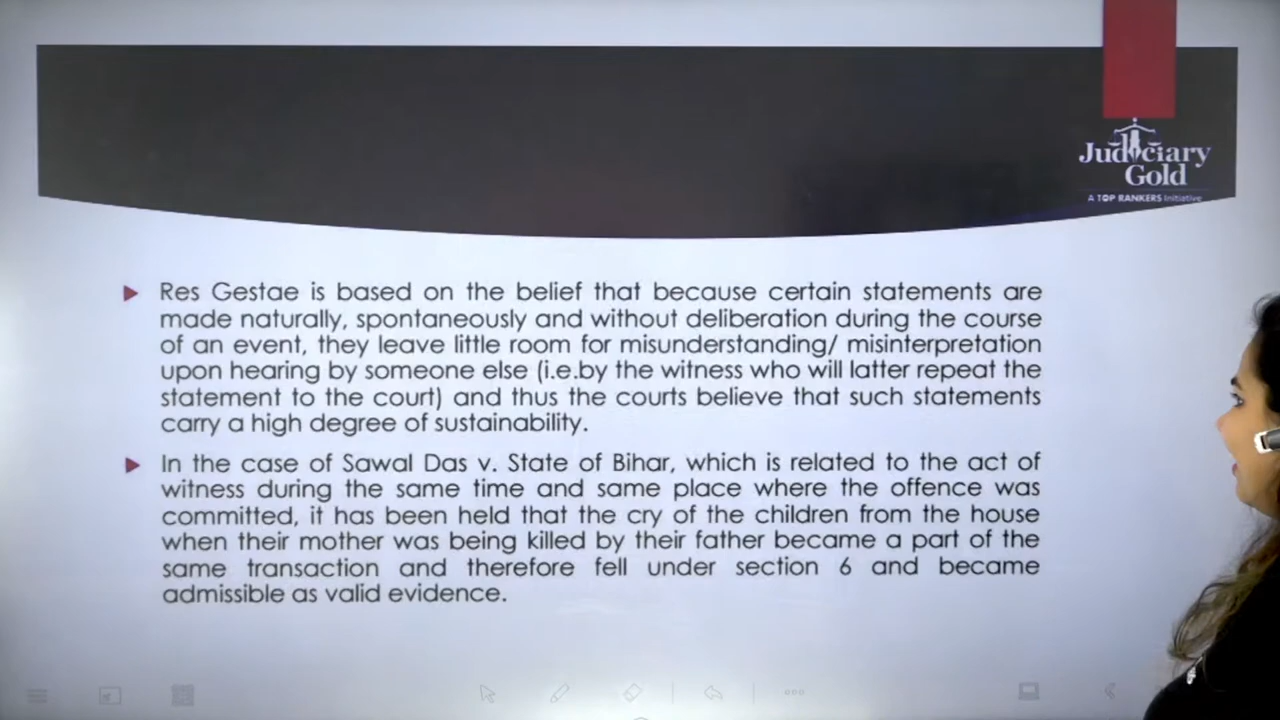 Judiciary
Gold
A TOP RANKERS Initiative
Res Gestae is based on the belief that because certain statements are
made naturally, spontaneously and without deliberation during the course
of an event, they leave little room for misunderstanding/ misinterpretation
upon hearing by someone else (i.e.by the witness who will latter repeat the
statement to the court) and thus the courts believe that such statements
carry a high degree of sustainability.
In the case of Sawal Das v. State of Bihar, which is related to the act of
witness during the same time and same place where the offence was
committed, it has been held that the cry of the children from the house
when their mother was being killed by their father became a part of the
same transaction and therefore fell under section 6 and became
admissible as valid evidence.